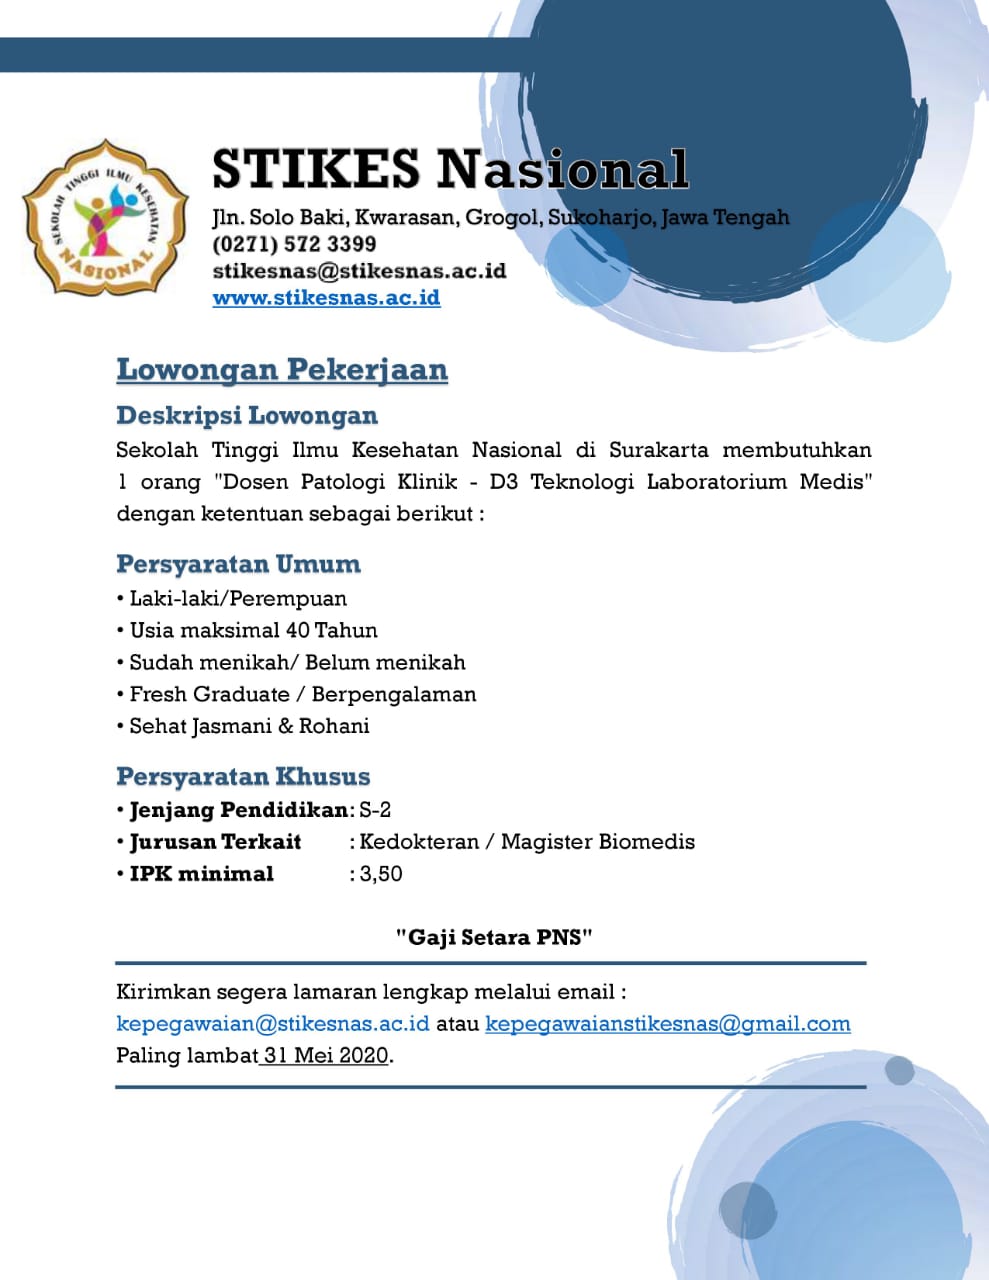 SEKOLAH TINGGI ILMU KESEHATAN
NASIONAL
STIKES Nasional
Jln. Solo Baki, Kwarasan, Grogol, Sukoharjo, Jawa Tengah
(0271) 572 3399
stikesnas@stikesnas.ac.id
www.stikesnas.ac.id
Lowongan Pekerjaan
Deskripsi Lowongan
Sekolah Tinggi Ilmu Kesehatan Nasional di Surakarta membutuhkan
1 orang "Dosen Patologi Klinik - D3 Teknologi Laboratorium Medis"
dengan ketentuan sebagai berikut :
Persyaratan Umum
• Laki-laki/Perempuan
• Usia maksimal 40 Tahun
• Sudah menikah/ Belum menikah
• Fresh Graduate / Berpengalaman
• Sehat Jasmani & Rohani
Persyaratan Khusus
• Jenjang Pendidikan: S-2
• Jurusan Terkait : Kedokteran / Magister Biomedis
• IPK minimal : 3,50
"Gaji Setara PNS"
Kirimkan segera lamaran lengkap melalui email :
kepegawaian@stikesnas.ac.id atau kepegawaianstikesnas@gmail.com
Paling lambat 31 Mei 2020.